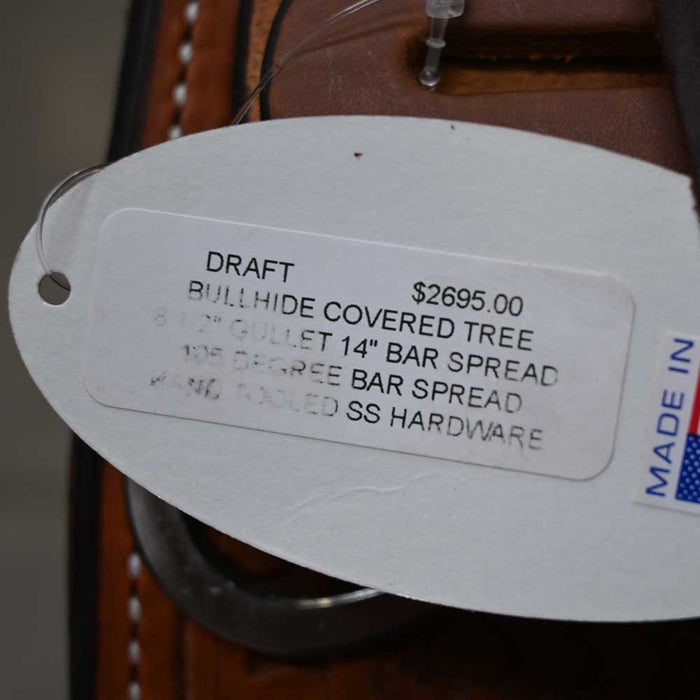 DRAFT $2695.00
BULLHIDE COVERED TREE
8 1/2" GULLET 14" BAR SPREAD
105 DEGREE BAR SPREAD
HAND TOOLED SS HARDWARE
MADE IN